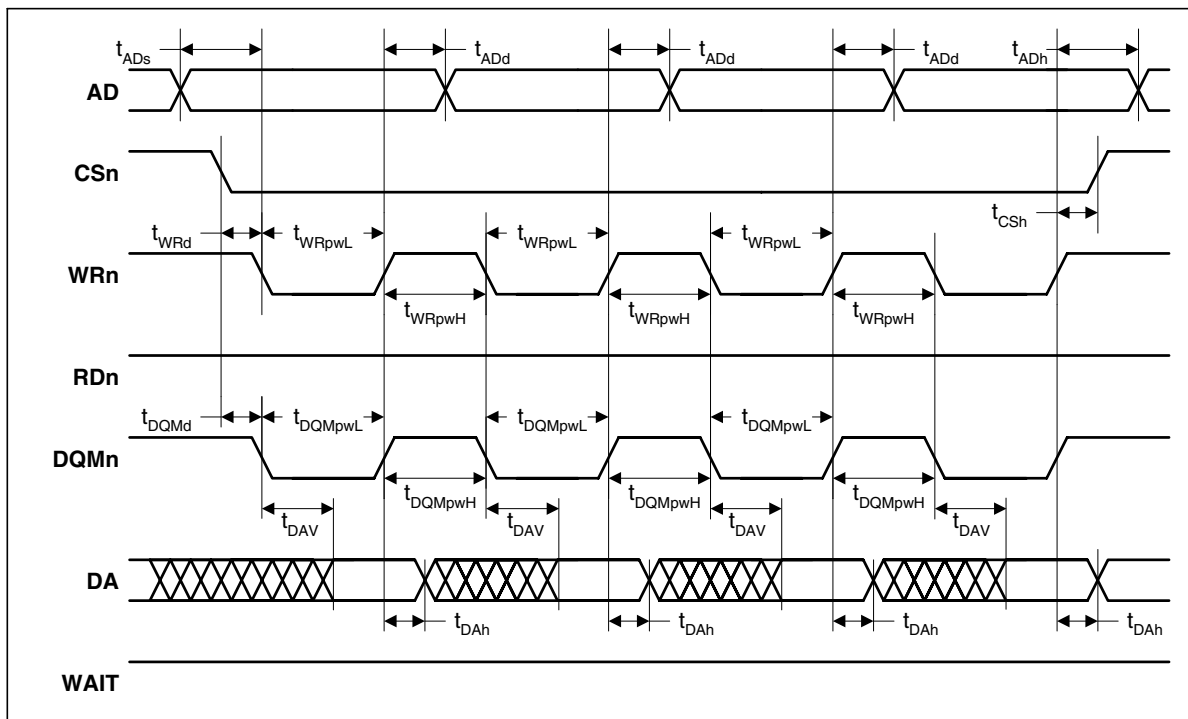 tADs tADd tADd tADd tADh
AD
CSn
tCSh
tWRd tWRpwL tWRpwL tWRpwL
WRn
tWRpwH tWRpwH tWRpwH
RDn
tDQMd tDQMpwL tDQMpwL tDQMpwL
DQMn
tDQMpwH tDQMpwH tDQMpwH
tDAV tDAV tDAV tDAV
DA
tDAh tDAh tDAh tDAh
WAIT